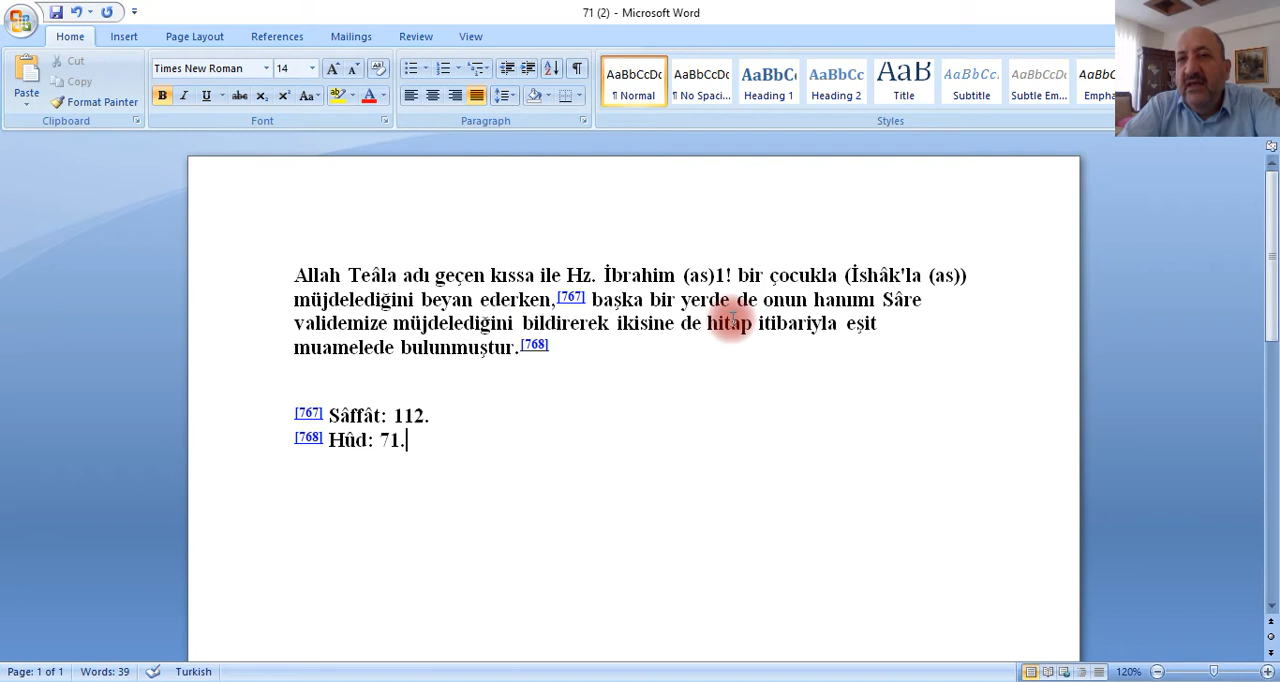 71 (2) - Microsoft Word
Home Insert Page Layout References Mailings Review View
Paste
Cut
Copy
Format Painter
Clipboard
Times New Roman 14
B I U abc x₂ x² Aa
Font
Paragraph
AaBbCcDc AaBbCcDc AaBbC AaBbCc AaB AaBbCc. AaBbCcDc AaBbCcDc
¶ Normal ¶ No Spaci... Heading 1 Heading 2 Title Subtitle Subtle Em... Empha
Styles
Allah Teâla adı geçen kıssa ile Hz. İbrahim (as)1! bir çocukla (İshâk'la (as))
müjdelediğini beyan ederken,[767] başka bir yerde de onun hanımı Sâre
validemize müjdelediğini bildirerek ikisine de hitap itibariyla eşit
muamelede bulunmuştur.[768]
[767] Sâffât: 112.
[768] Hûd: 71.
Page: 1 of 1 Words: 39 Turkish 120%